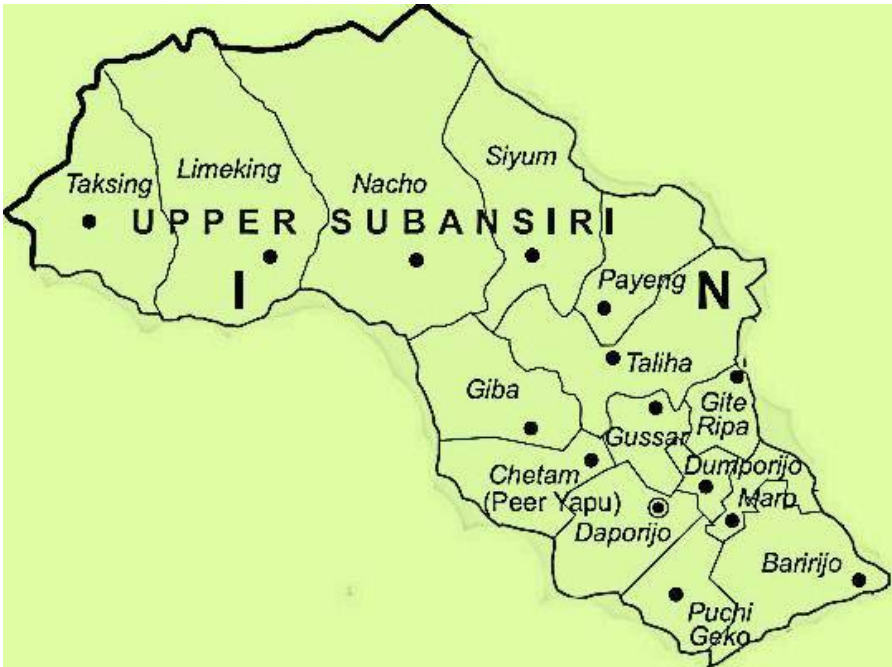 Siyum
Limeking
Taksing
Nacho
UPPER SUBANSIRI
Payeng
I
N
Taliha
Giba
Gite
Ripa
Gussar
Dumporijo
Chetam
(Peer Yapu)
Maro
Daporijo
Baririjo
Puchi
Geko